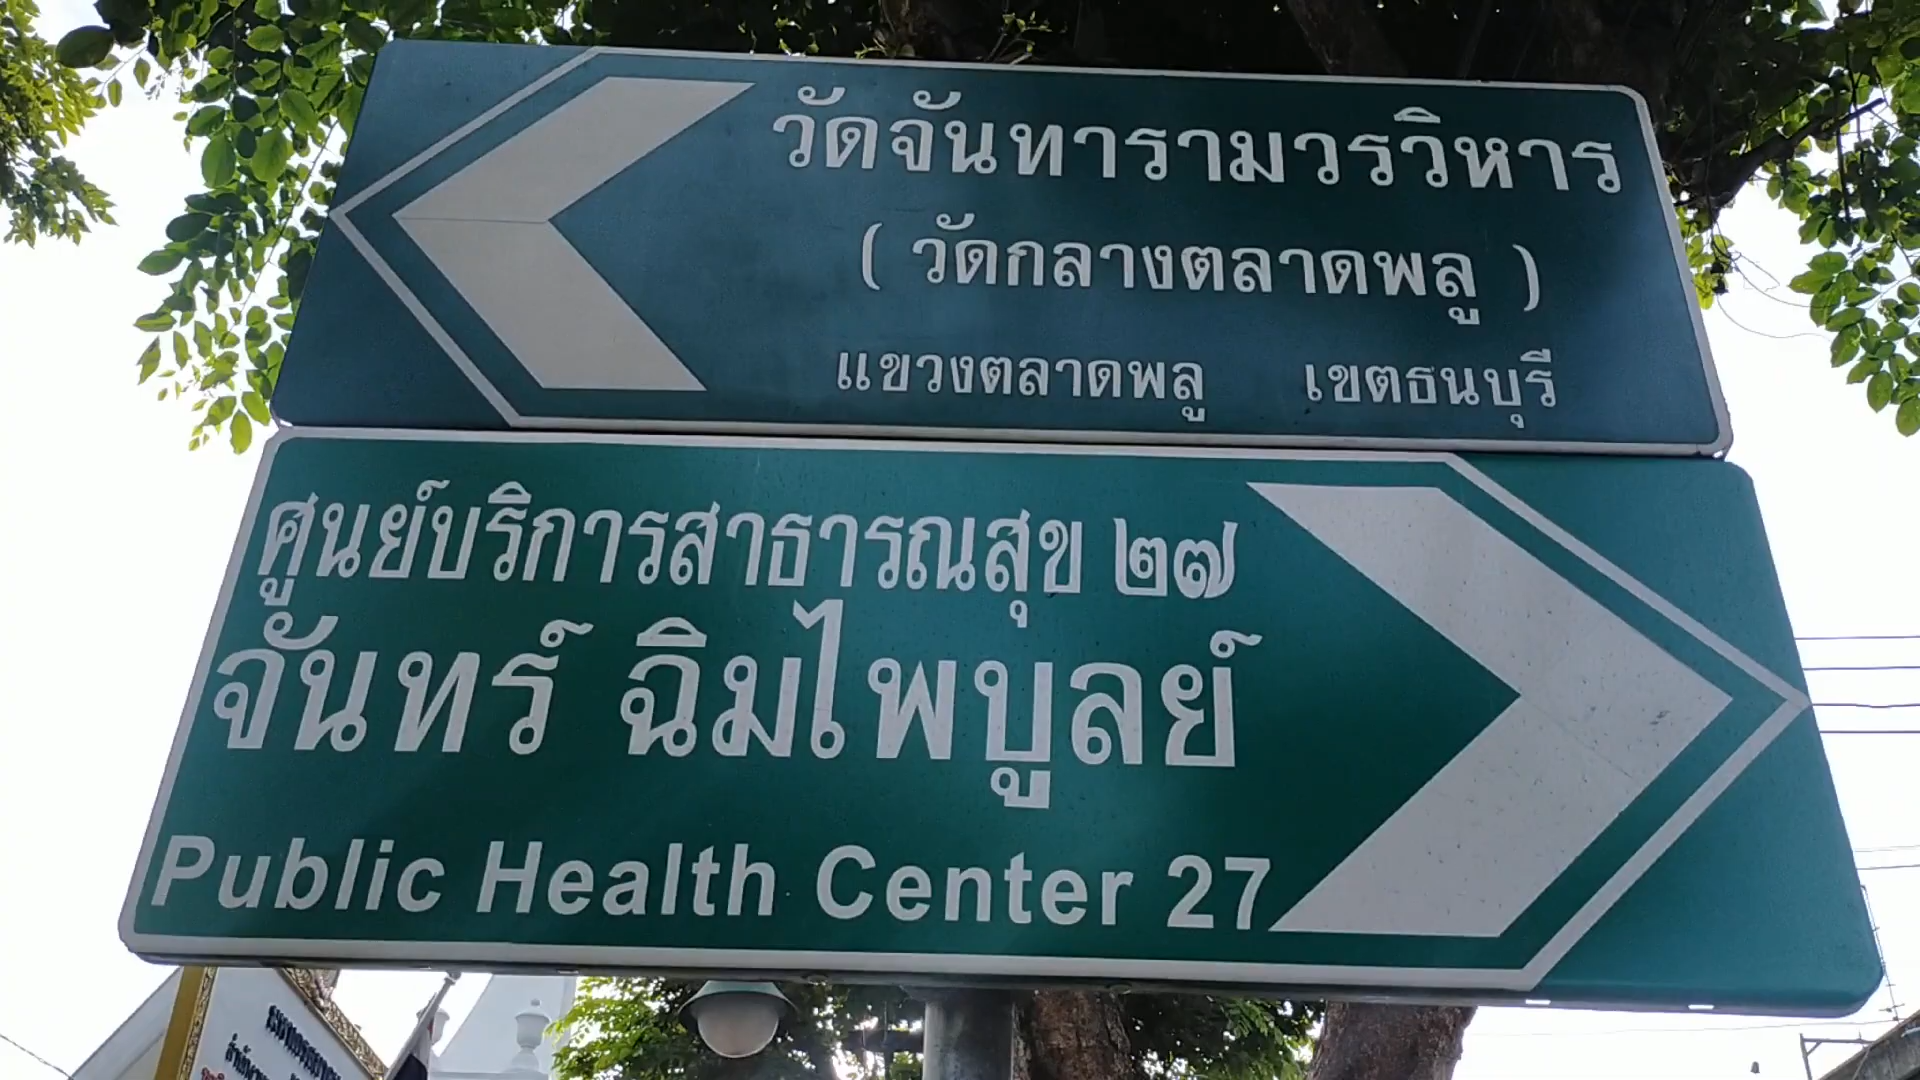 วัดจันทารามวรวิหาร
( วัดกลางตลาดพลู )
แขวงตลาดพลู เขตธนบุรี
ศูนย์บริการสาธารณสุข ๒๗
จันทร์ ฉิมไพบูลย์
Public Health Center 27